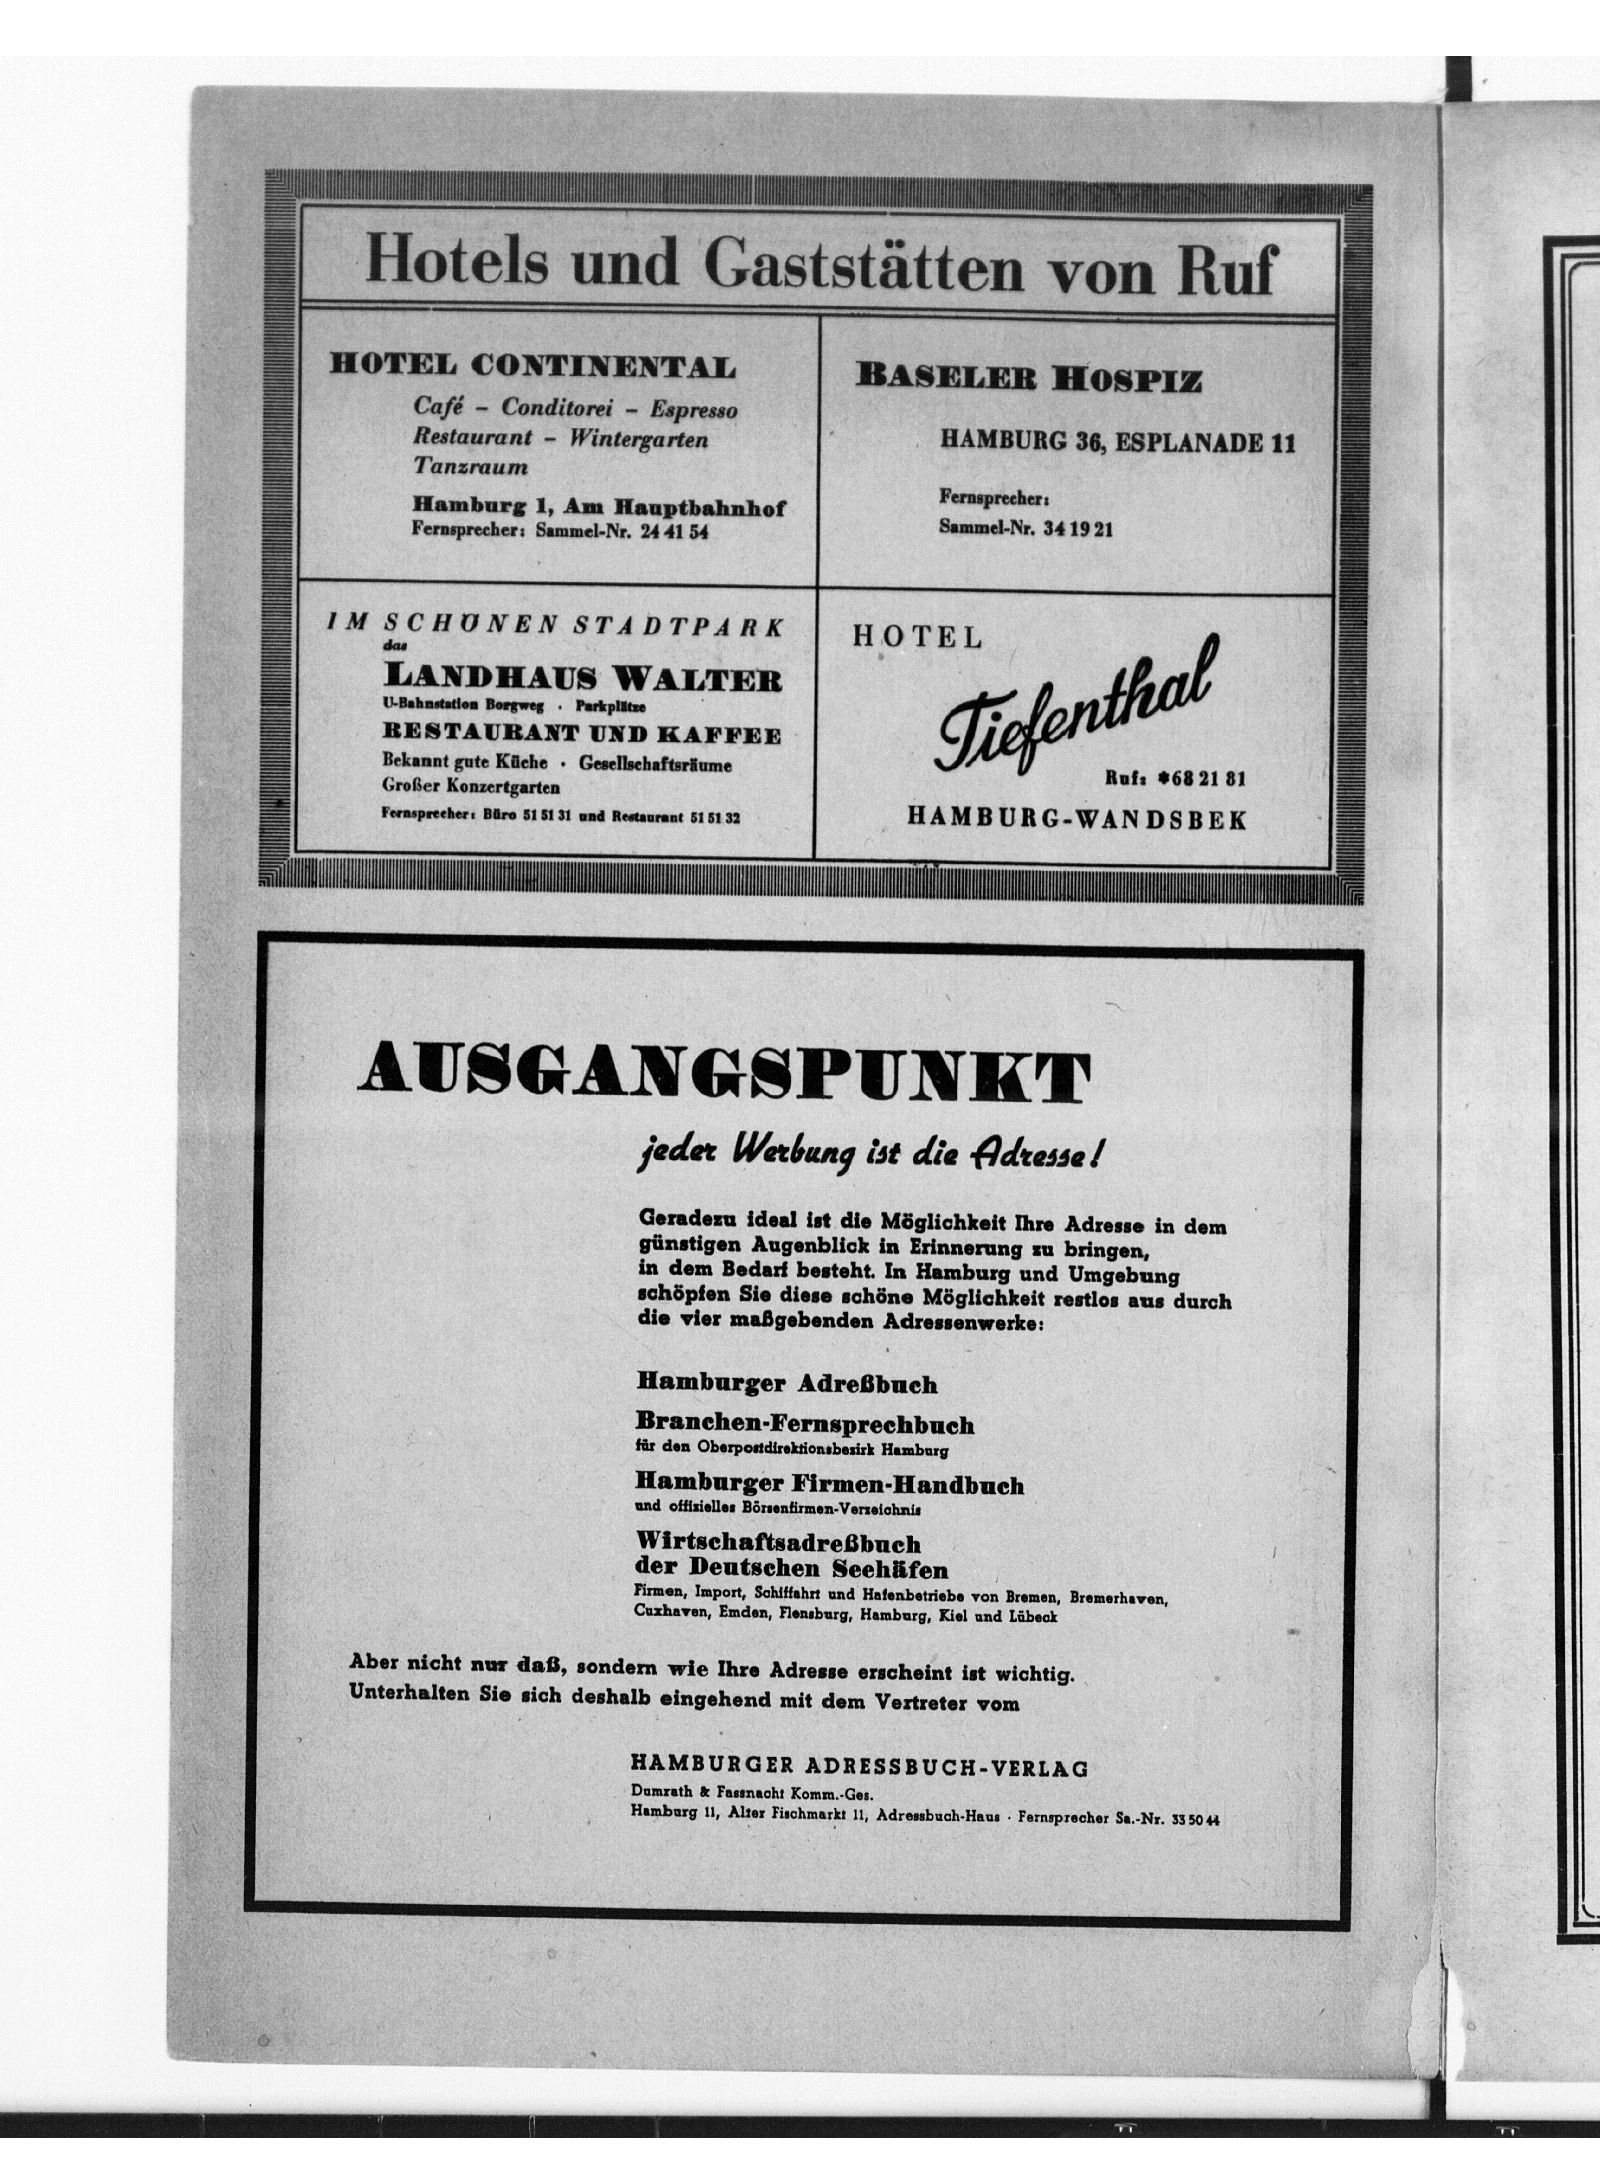 Hotels und Gaststätten von Ruf
HOTEL CONTINENTAL
Café – Conditorei – Espresso
Restaurant – Wintergarten
Tanzraum
Hamburg 1, Am Hauptbahnhof
Fernsprecher: Sammel-Nr. 24 41 54
BASELER HOSPIZ
HAMBURG 36, ESPLANADE 11
Fernsprecher:
Sammel-Nr. 34 19 21
IM SCHÖNEN STADTPARK
das
LANDHAUS WALTER
U-Bahnstation Borgweg · Parkplätze
RESTAURANT UND KAFFEE
Bekannt gute Küche · Gesellschaftsräume
Großer Konzertgarten
Fernsprecher: Büro 51 51 31 und Restaurant 51 51 32
HOTEL
Tiefenthal
Ruf: *68 21 81
HAMBURG-WANDSBEK
AUSGANGSPUNKT
jeder Werbung ist die Adresse!
Geradezu ideal ist die Möglichkeit Ihre Adresse in dem
günstigen Augenblick in Erinnerung zu bringen,
in dem Bedarf besteht. In Hamburg und Umgebung
schöpfen Sie diese schöne Möglichkeit restlos aus durch
die vier maßgebenden Adressenwerke:
Hamburger Adreßbuch
Branchen-Fernsprechbuch
für den Oberpostdirektionsbezirk Hamburg
Hamburger Firmen-Handbuch
und offizielles Börsenfirmen-Verzeichnis
Wirtschaftsadreßbuch
der Deutschen Seehäfen
Firmen, Import, Schiffahrt und Hafenbetriebe von Bremen, Bremerhaven,
Cuxhaven, Emden, Flensburg, Hamburg, Kiel und Lübeck
Aber nicht nur daß, sondern wie Ihre Adresse erscheint ist wichtig.
Unterhalten Sie sich deshalb eingehend mit dem Vertreter vom
HAMBURGER ADRESSBUCH-VERLAG
Dumrath & Fassnacht Komm.-Ges.
Hamburg 11, Alter Fischmarkt 11, Adressbuch-Haus · Fernsprecher Sa.-Nr. 33 50 44